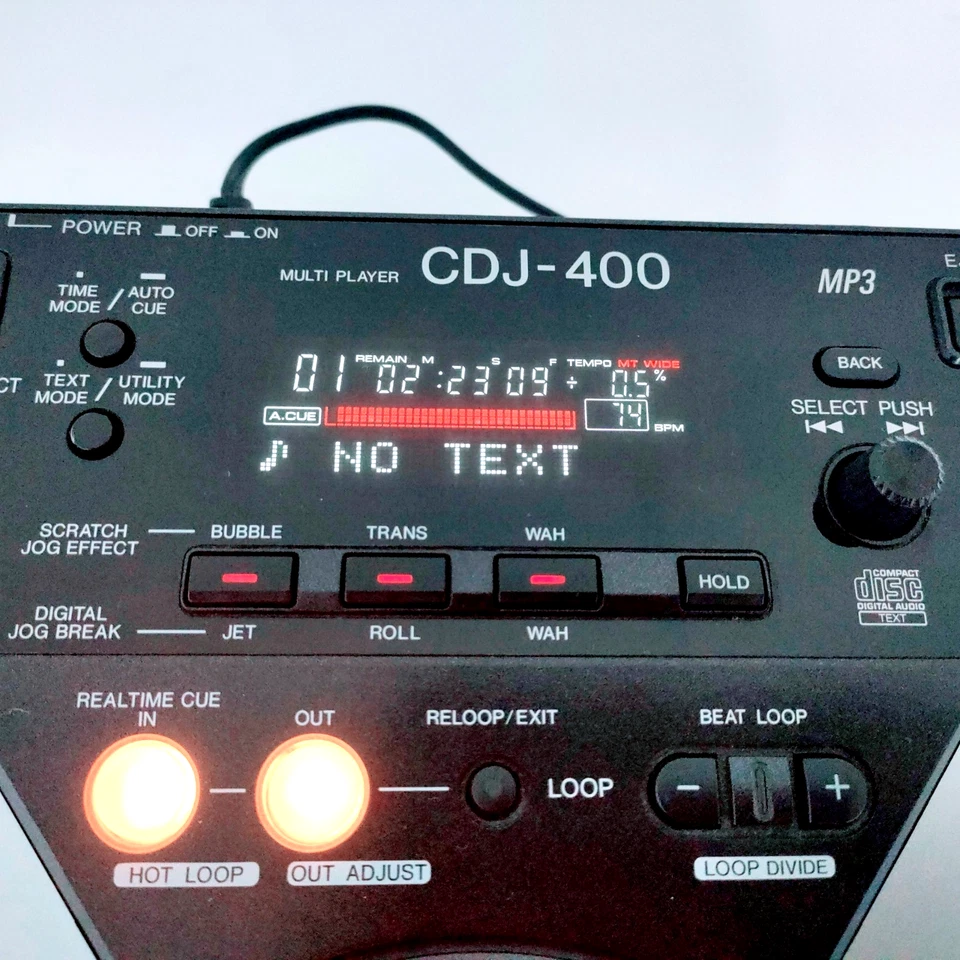 POWER OFF ON
MULTI PLAYER CDJ-400
MP3
TIME MODE / AUTO CUE
TEXT MODE / UTILITY MODE
BACK
SELECT PUSH
01 REMAIN 02 M :23 S 09 F TEMPO MT WIDE
÷ 0.5 %
A.CUE 74 BPM
♪ NO TEXT
SCRATCH JOG EFFECT BUBBLE TRANS WAH
HOLD
COMPACT
disc
DIGITAL AUDIO
TEXT
DIGITAL JOG BREAK JET ROLL WAH
REALTIME CUE
IN OUT RELOOP/EXIT BEAT LOOP
LOOP - +
HOT LOOP OUT ADJUST LOOP DIVIDE